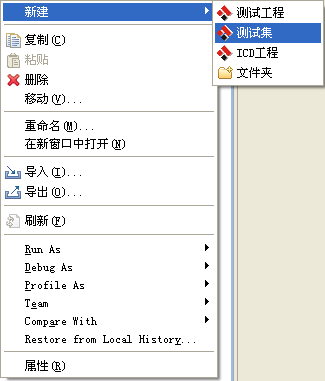 新建
复制(C)
粘贴
删除
移动(V)...
重命名(M)...
在新窗口中打开(N)
导入(I)...
导出(O)...
刷新(F)
Run As
Debug As
Profile As
Team
Compare With
Restore from Local History...
属性(R)
测试工程
测试集
ICD工程
文件夹